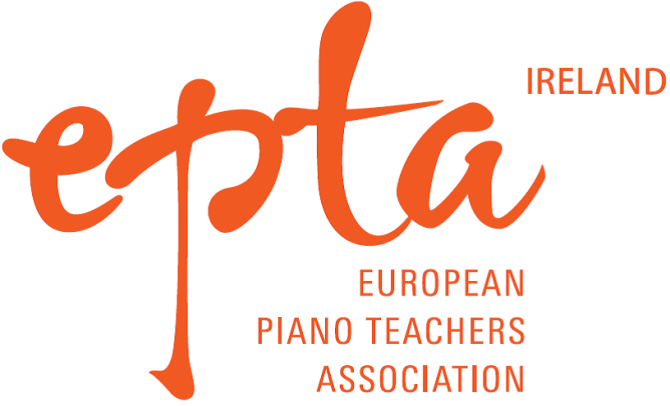 epta
IRELAND
EUROPEAN
PIANO TEACHERS
ASSOCIATION